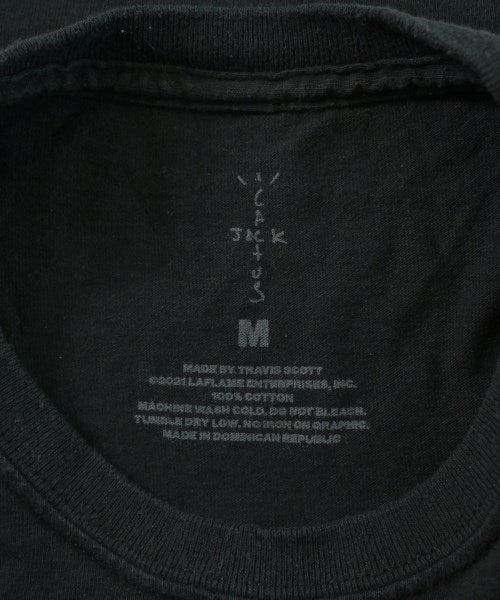 CACTUS
JACK
M
MADE BY. TRAVIS SCOTT
©2021 LAFLAME ENTERPRISES, INC.
100% COTTON
MACHINE WASH COLD. DO NOT BLEACH.
TUMBLE DRY LOW. NO IRON ON GRAPHIC.
MADE IN DOMINICAN REPUBLIC